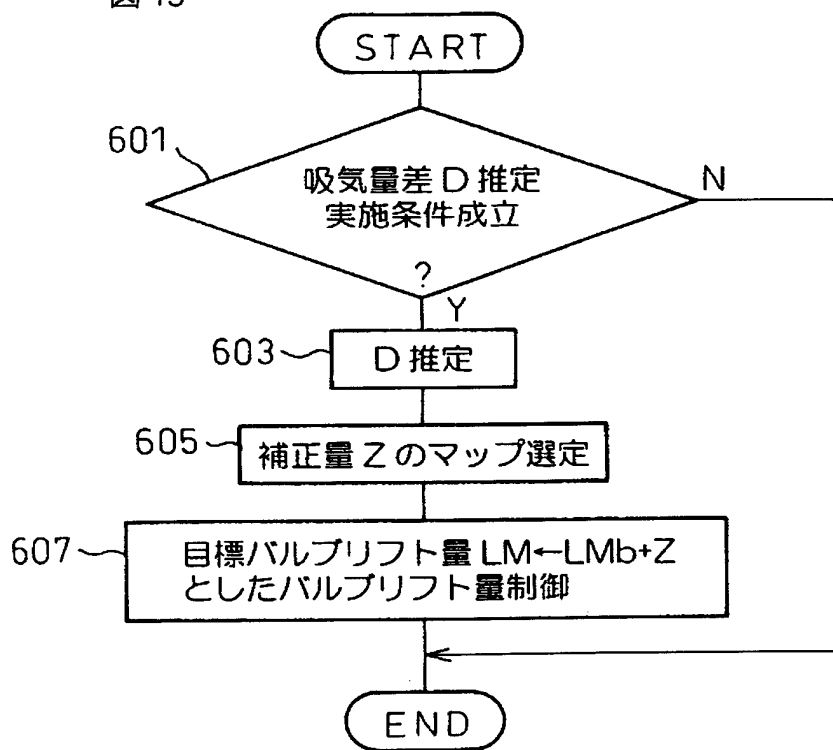 START
601
吸気量差D推定
実施条件成立
?
N
Y
603
D推定
605
補正量Zのマップ選定
607
目標バルブリフト量LM←LMb+Z
としたバルブリフト量制御
END